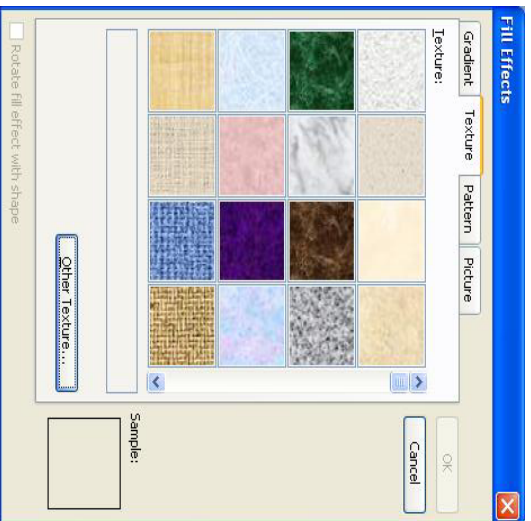 Fill Effects
Gradient Texture Pattern Picture
OK
Cancel
Texture:
Other Texture...
Sample:
Rotate fill effect with shape